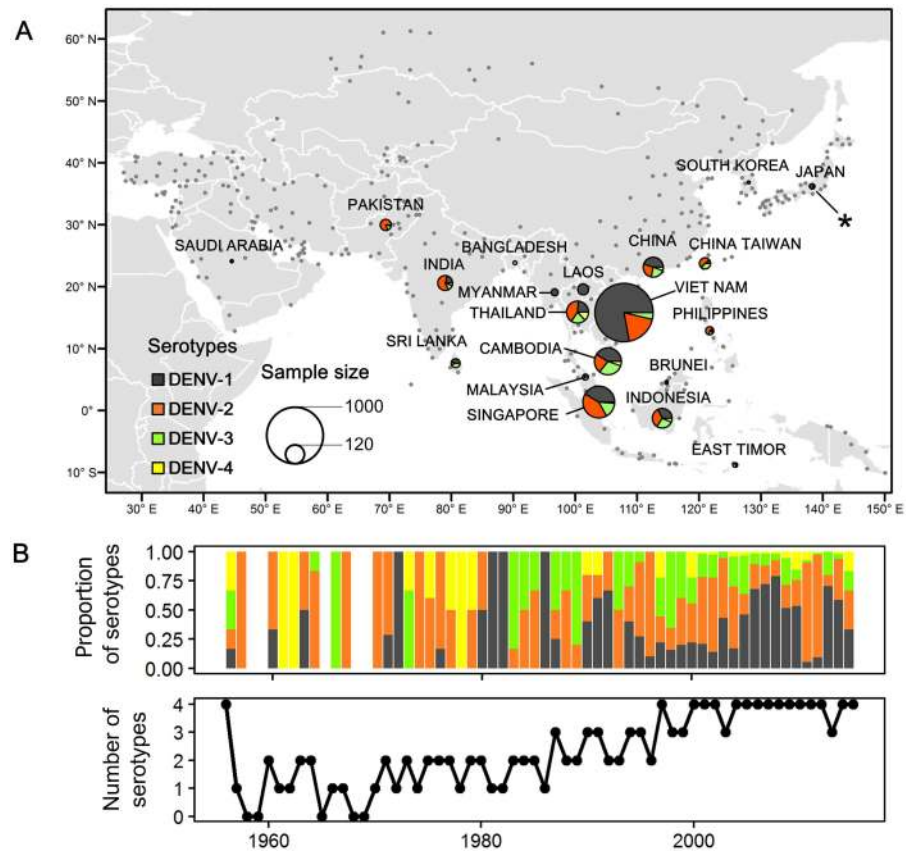 A
60° N
50° N
40° N
30° N
20° N
10° N
0°
10° S
SOUTH KOREA
JAPAN
*
PAKISTAN
SAUDI ARABIA
BANGLADESH
CHINA
CHINA TAIWAN
INDIA
LAOS
MYANMAR
VIET NAM
THAILAND
PHILIPPINES
SRI LANKA
CAMBODIA
BRUNEI
MALAYSIA
INDONESIA
SINGAPORE
EAST TIMOR
Serotypes
DENV-1
DENV-2
DENV-3
DENV-4
Sample size
1000
120
30° E 40° E 50° E 60° E 70° E 80° E 90° E 100° E 110° E 120° E 130° E 140° E 150° E
B
Proportion
of serotypes
1.00
0.75
0.50
0.25
0.00
Number of
serotypes
4
3
2
1
0
1960 1980 2000